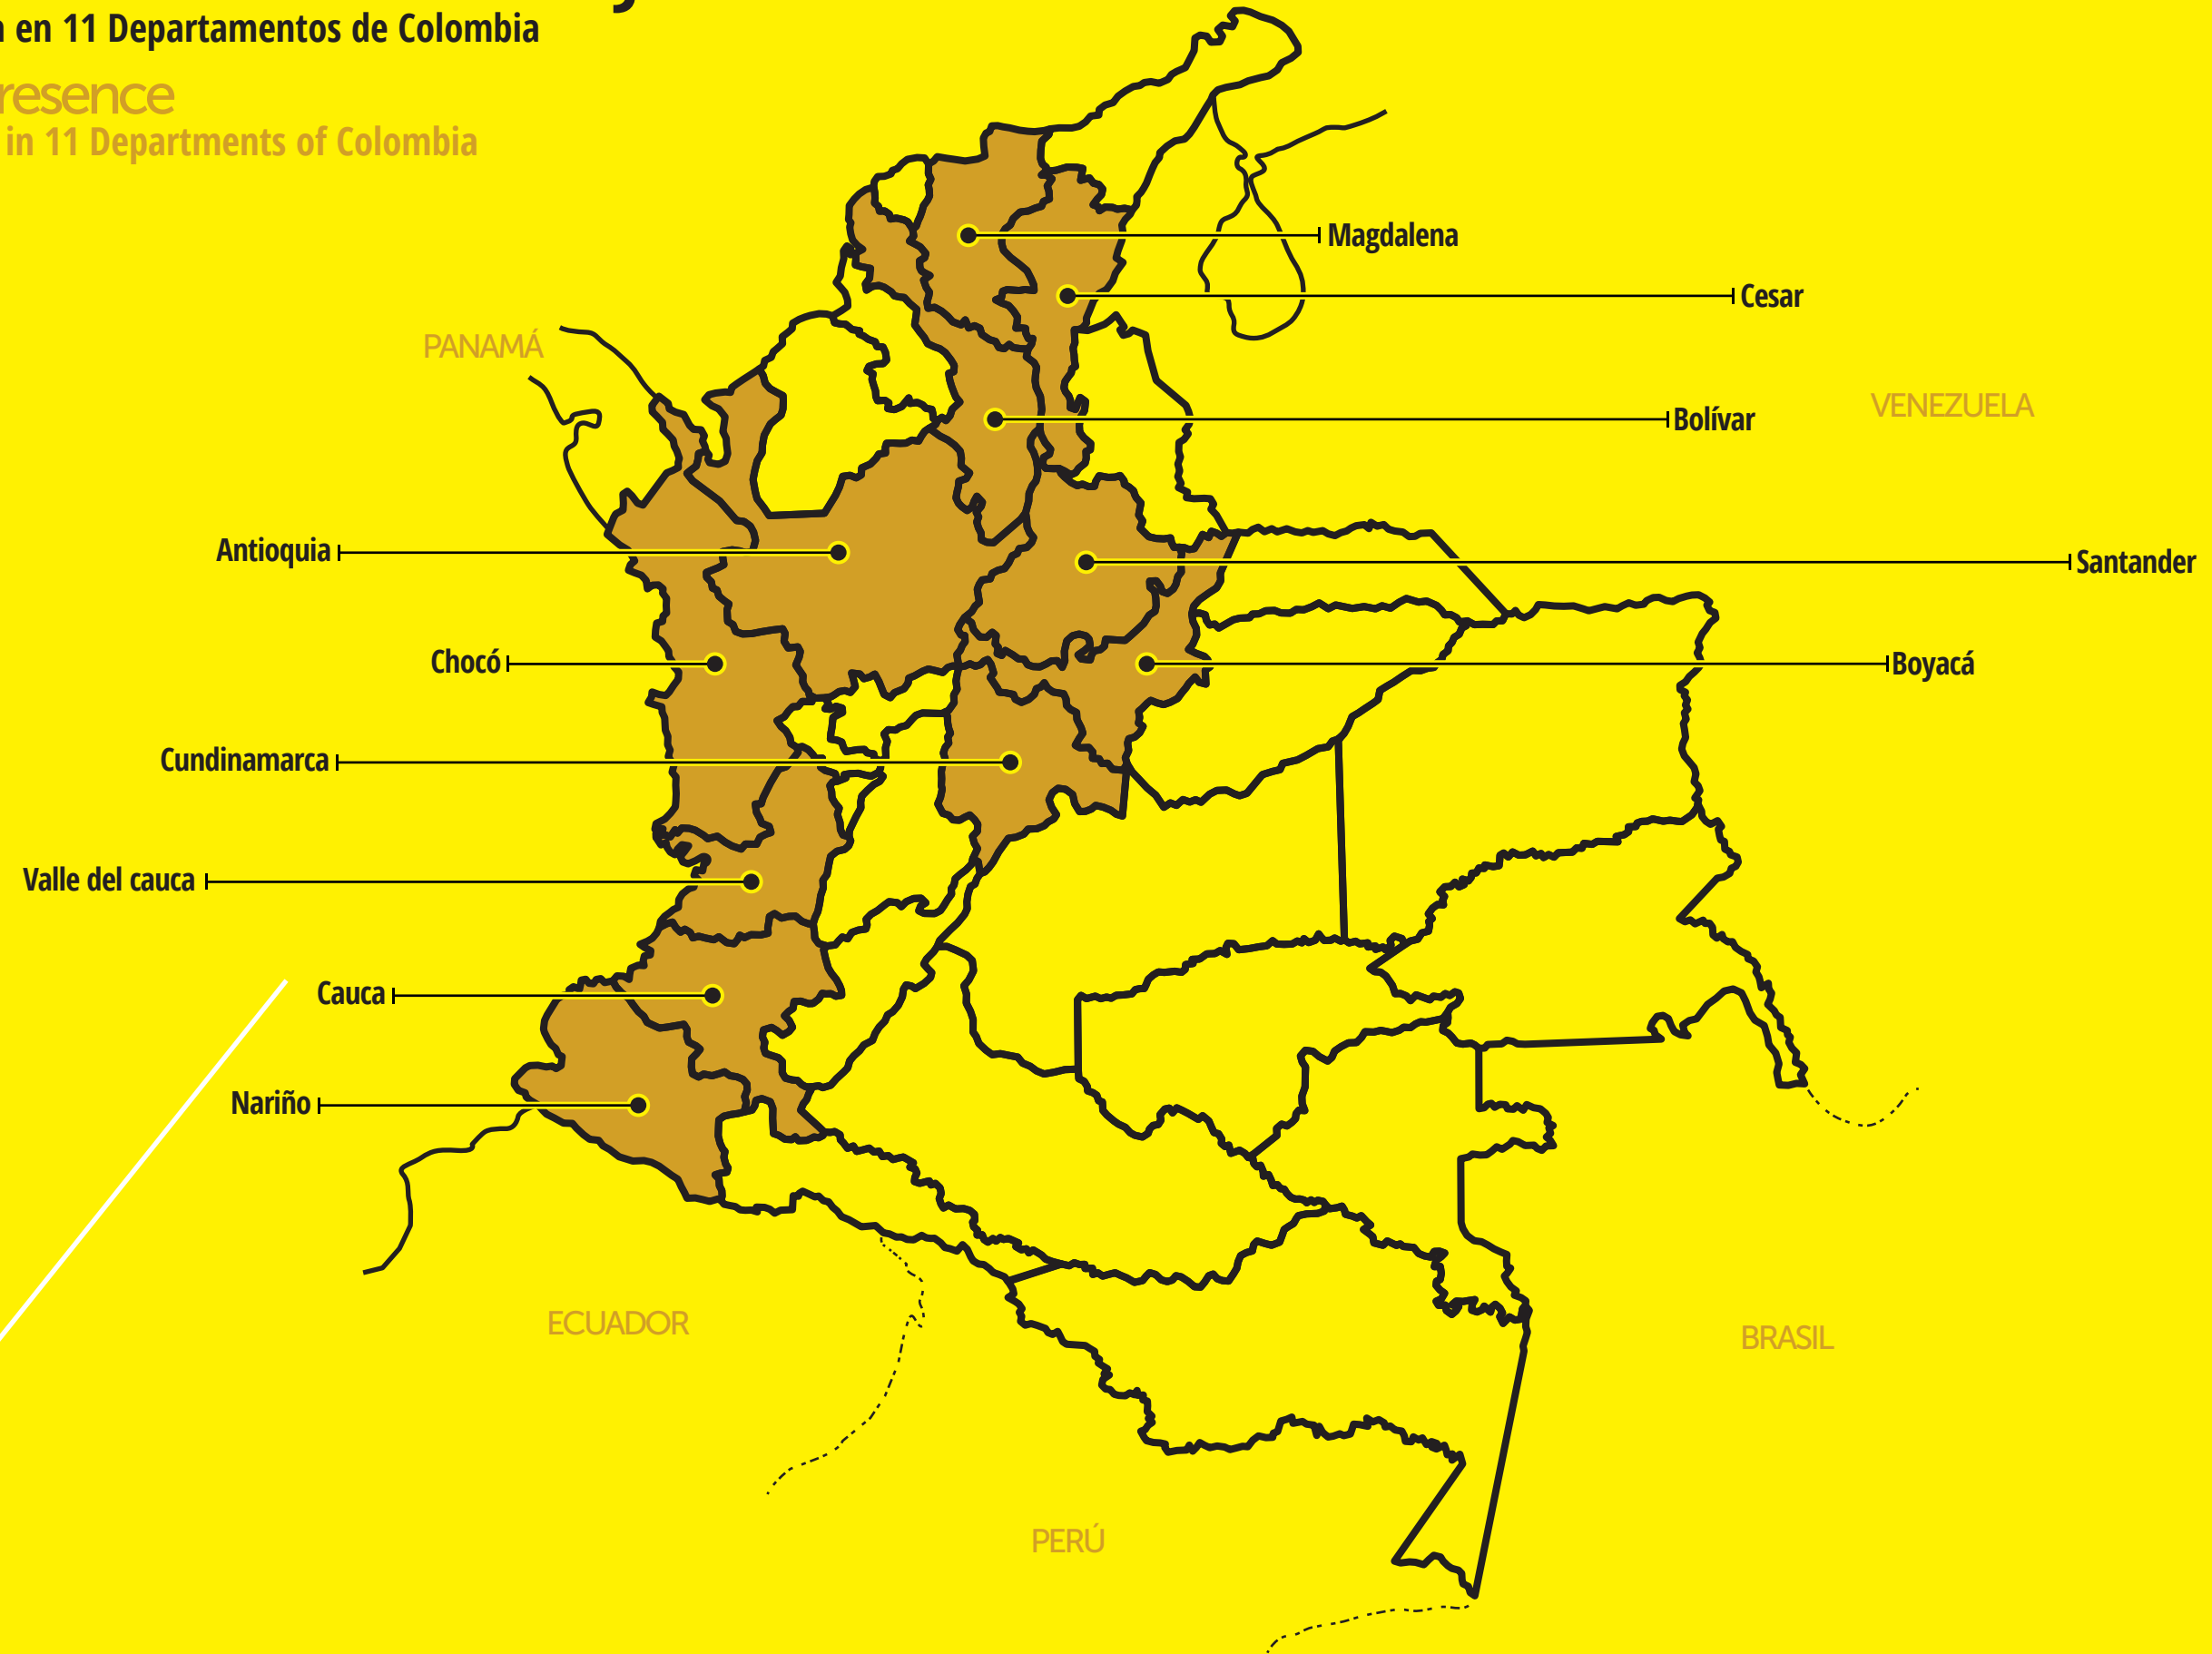 en 11 Departamentos de Colombia
in 11 Departments of Colombia
Magdalena
Cesar
PANAMÁ
VENEZUELA
Bolívar
Antioquia
Santander
Chocó
Boyacá
Cundinamarca
Valle del cauca
Cauca
Nariño
ECUADOR
BRASIL
PERÚ